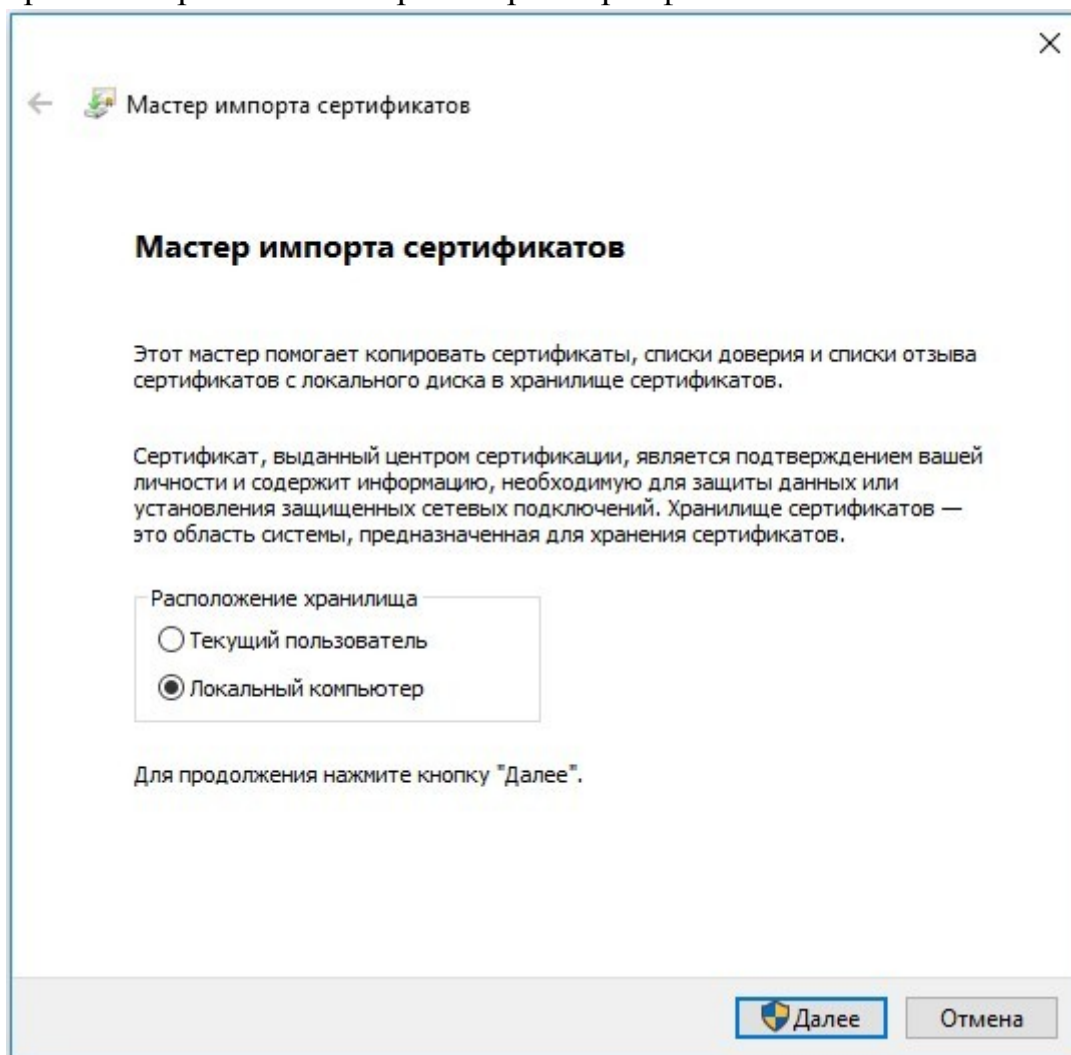 Мастер импорта сертификатов
Мастер импорта сертификатов
Этот мастер помогает копировать сертификаты, списки доверия и списки отзыва
сертификатов с локального диска в хранилище сертификатов.
Сертификат, выданный центром сертификации, является подтверждением вашей
личности и содержит информацию, необходимую для защиты данных или
установления защищенных сетевых подключений. Хранилище сертификатов —
это область системы, предназначенная для хранения сертификатов.
Расположение хранилища
Текущий пользователь
Локальный компьютер
Для продолжения нажмите кнопку "Далее".
Далее
Отмена